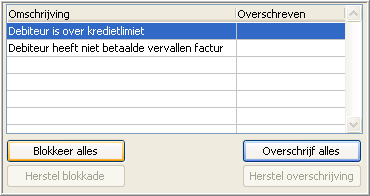 Omschrijving Overschreven
Debiteur is over kredietlimiet
Debiteur heeft niet betaalde vervallen factur
Blokkeer alles Overschrijf alles
Herstel blokkade Herstel overschrijving